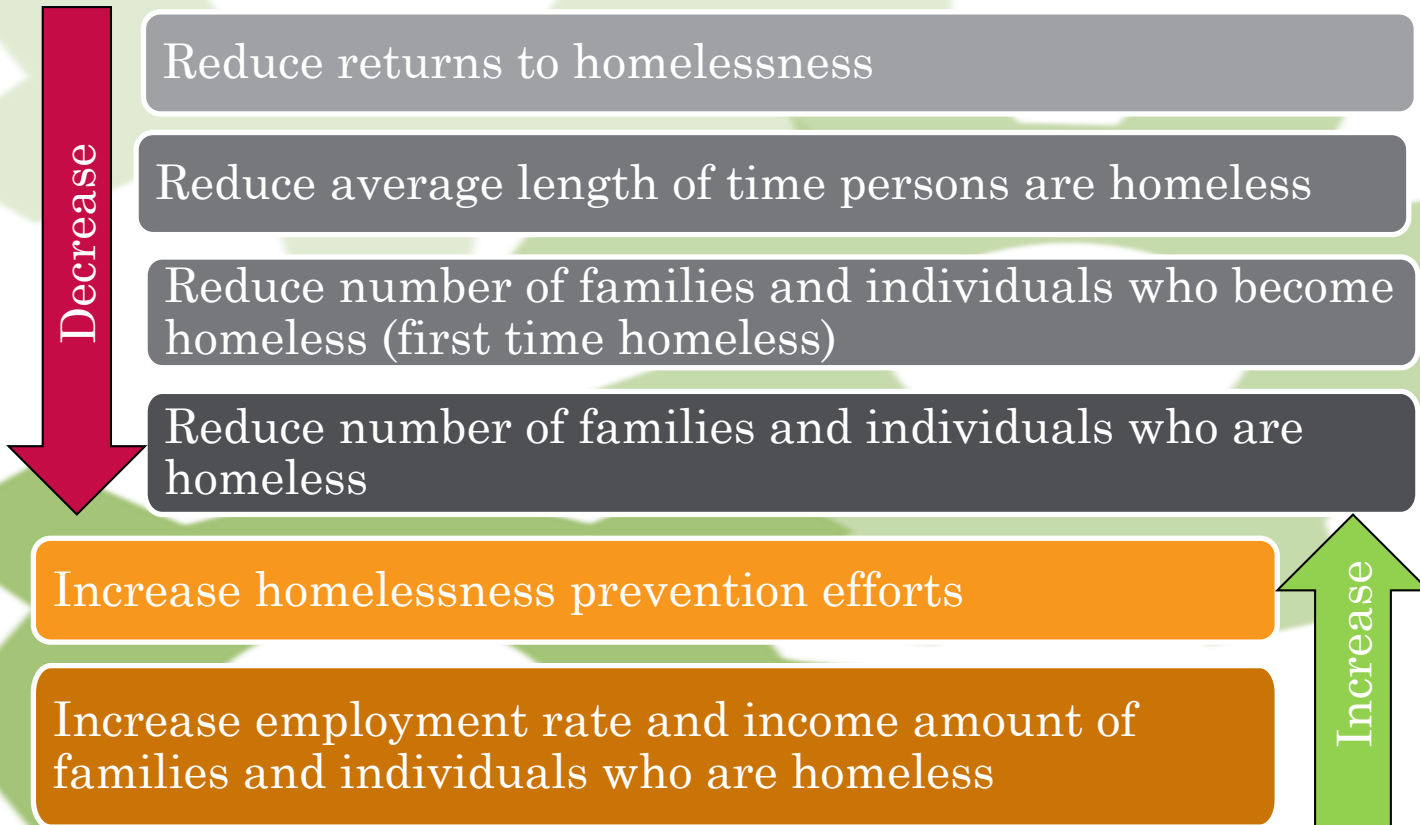 Decrease
Reduce returns to homelessness
Reduce average length of time persons are homeless
Reduce number of families and individuals who become
homeless (first time homeless)
Reduce number of families and individuals who are
homeless
Increase homelessness prevention efforts
Increase employment rate and income amount of
families and individuals who are homeless
Increase